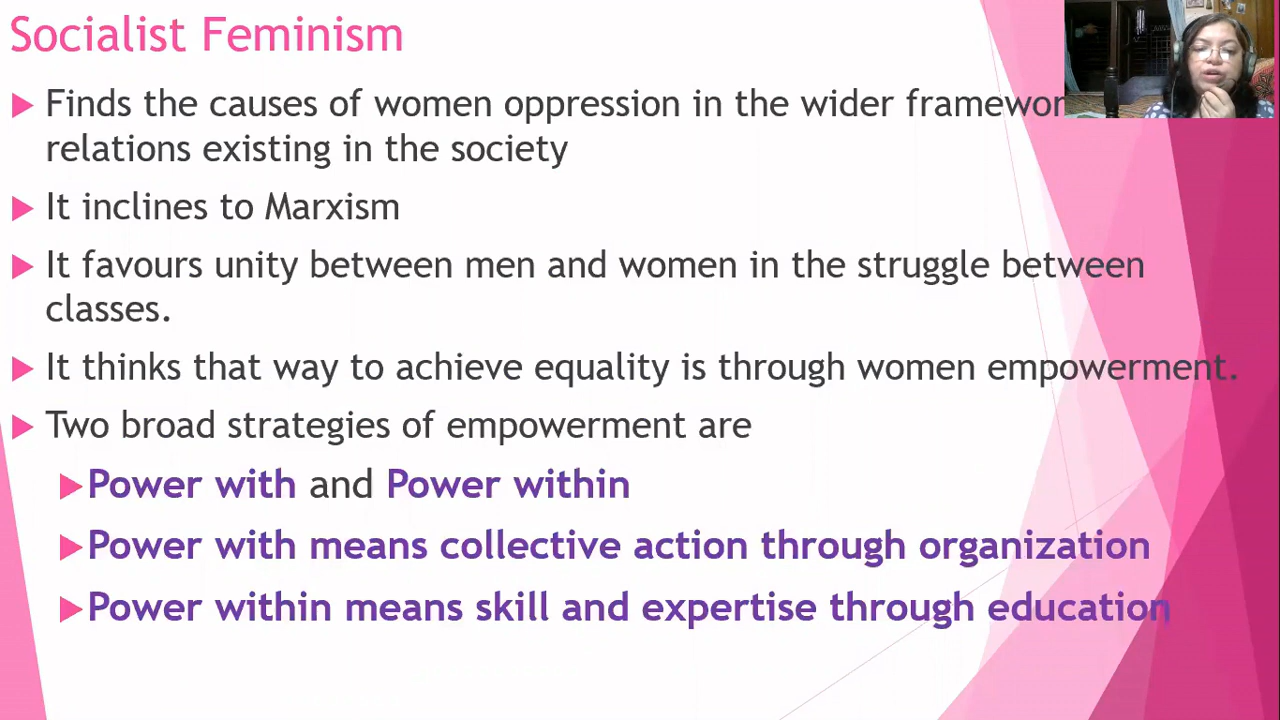 Socialist Feminism
Finds the causes of women oppression in the wider
relations existing in the society
It inclines to Marxism
It favours unity between men and women in the struggle between
classes.
It thinks that way to achieve equality is through women empowerment.
Two broad strategies of empowerment are
Power with and Power within
Power with means collective action through organization
Power within means skill and expertise through education